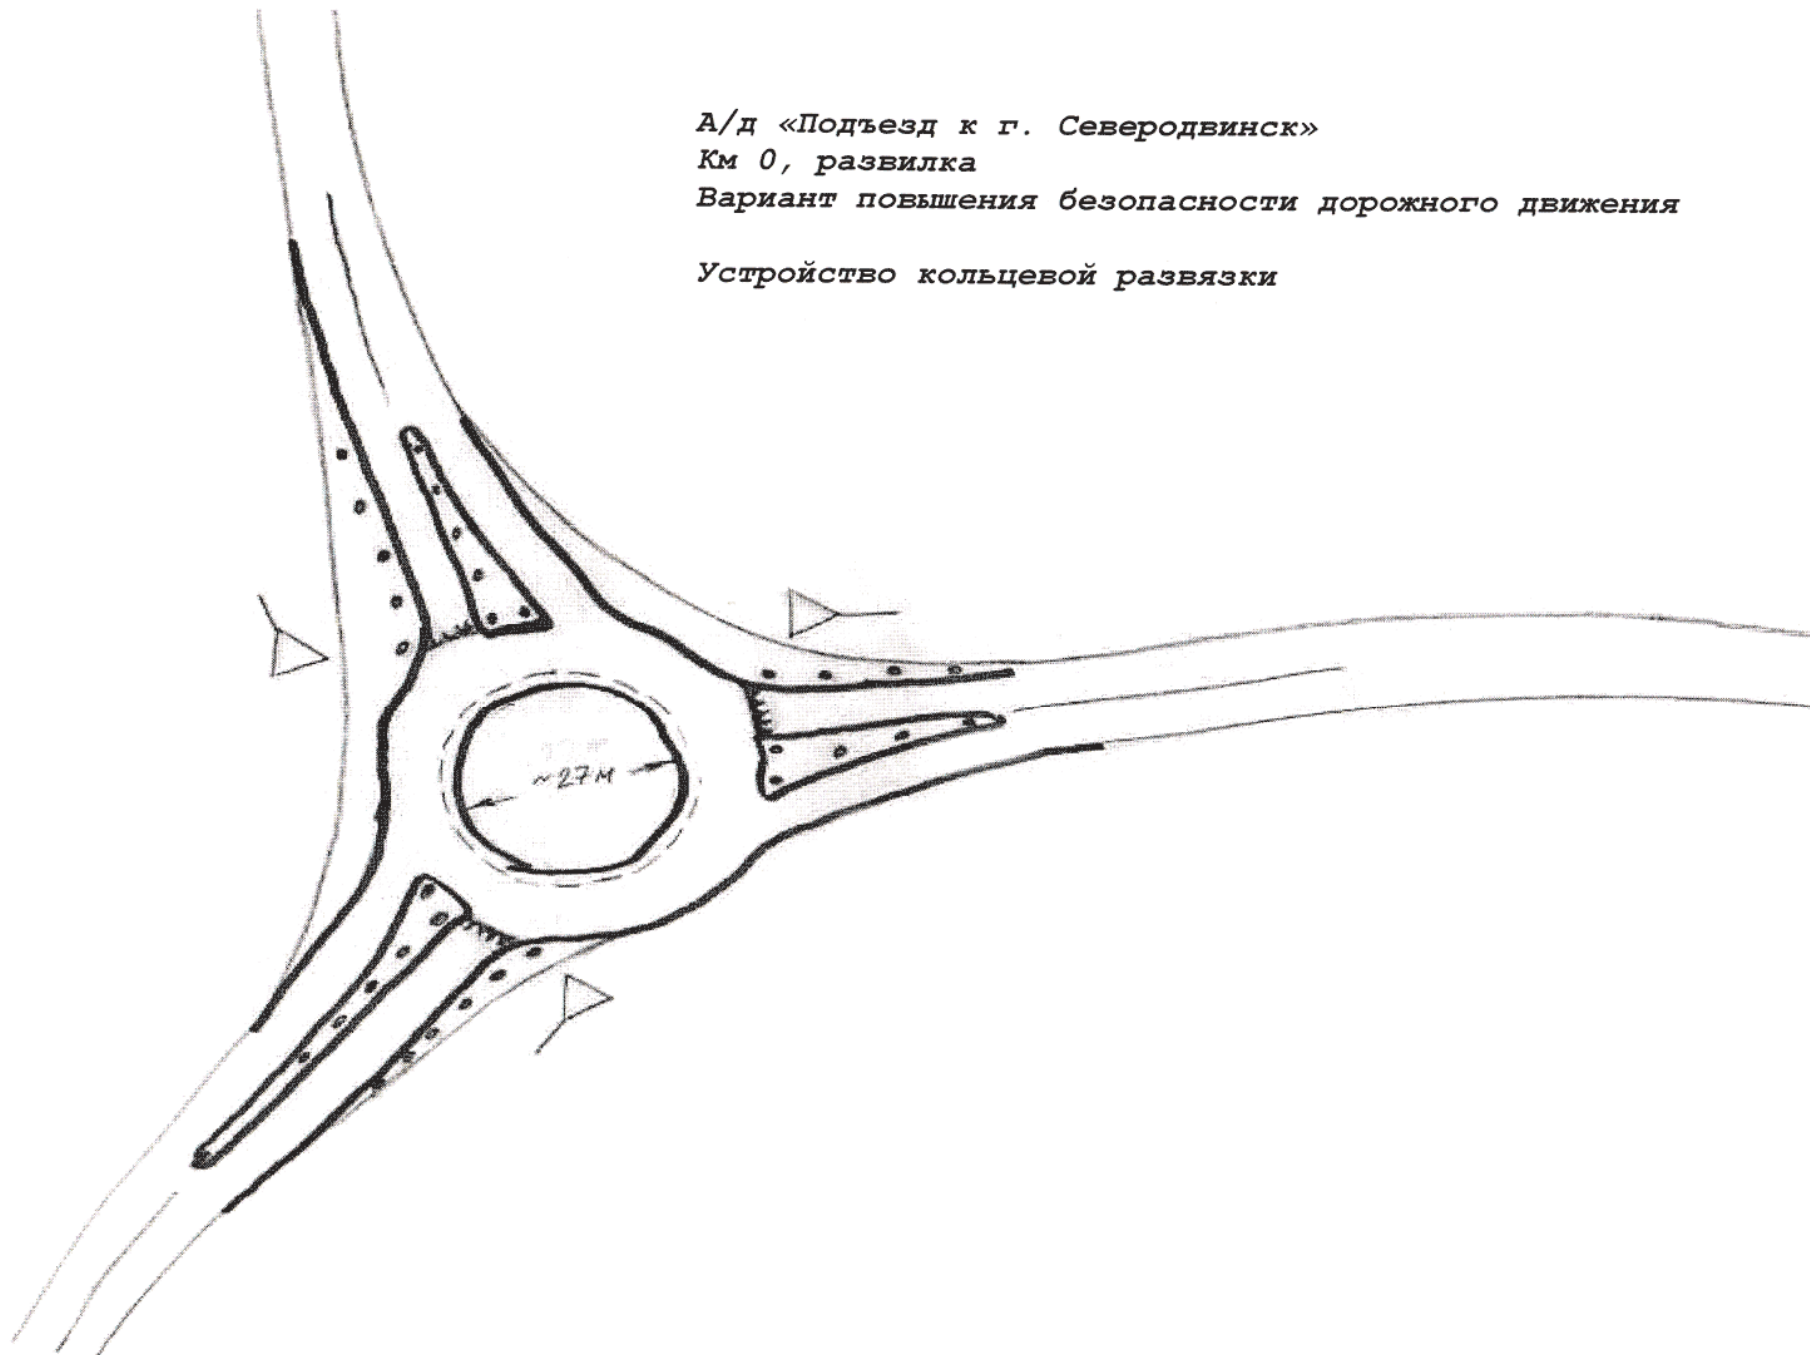 А/д «Подъезд к г. Северодвинск»
Км 0, развилка
Вариант повышения безопасности дорожного движения
Устройство кольцевой развязки
~27м